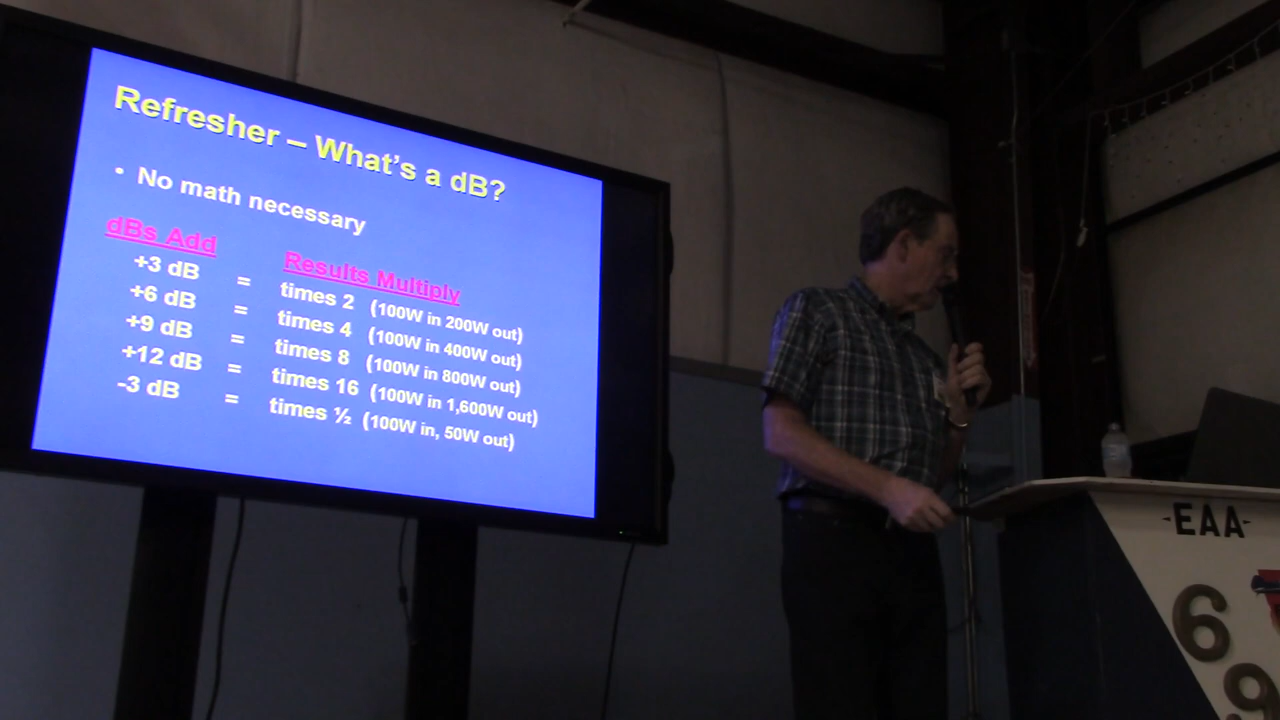 Refresher – What's a dB?
• No math necessary
dBs Add Results Multiply
+3 dB = times 2 (100W in 200W out)
+6 dB = times 4 (100W in 400W out)
+9 dB = times 8 (100W in 800W out)
+12 dB = times 16 (100W in 1,600W out)
-3 dB = times ½ (100W in, 50W out)
-EAA-
6
9